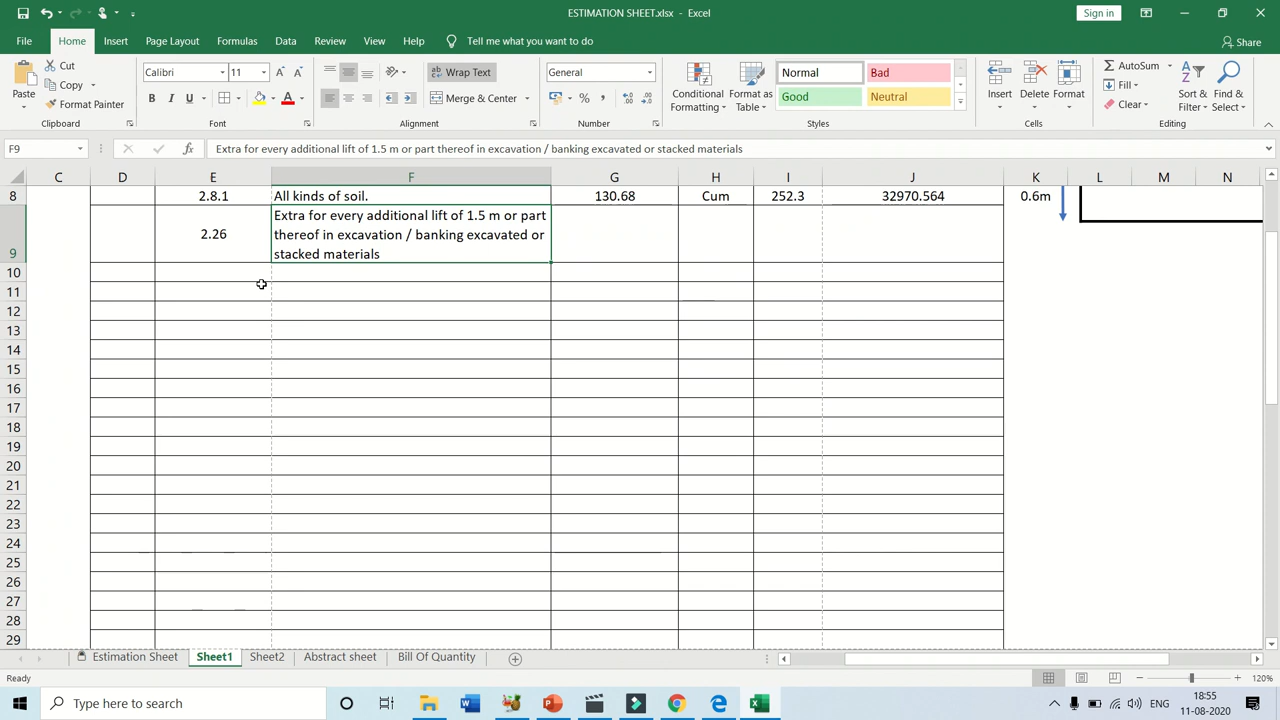 ESTIMATION SHEET.xlsx - Excel
Sign in
File Home Insert Page Layout Formulas Data Review View Help Tell me what you want to do Share
Paste
Cut
Copy
Format Painter
Clipboard
Calibri 11
B I U
Font
Wrap Text
Merge & Center
Alignment
General
Number
Conditional Formatting
Format as Table
Normal Bad
Good Neutral
Styles
Insert Delete Format
Cells
AutoSum
Fill
Clear
Sort & Filter
Find & Select
Editing
F9 fx Extra for every additional lift of 1.5 m or part thereof in excavation / banking excavated or stacked materials
C D E F G H I J K L M N
8 2.8.1 All kinds of soil. 130.68 Cum 252.3 32970.564 0.6m
9 2.26 Extra for every additional lift of 1.5 m or part
thereof in excavation / banking excavated or
stacked materials
10
11
12
13
14
15
16
17
18
19
20
21
22
23
24
25
26
27
28
29
Estimation Sheet Sheet1 Sheet2 Abstract sheet Bill Of Quantity
Ready 120%
Type here to search
ENG
18:55
11-08-2020